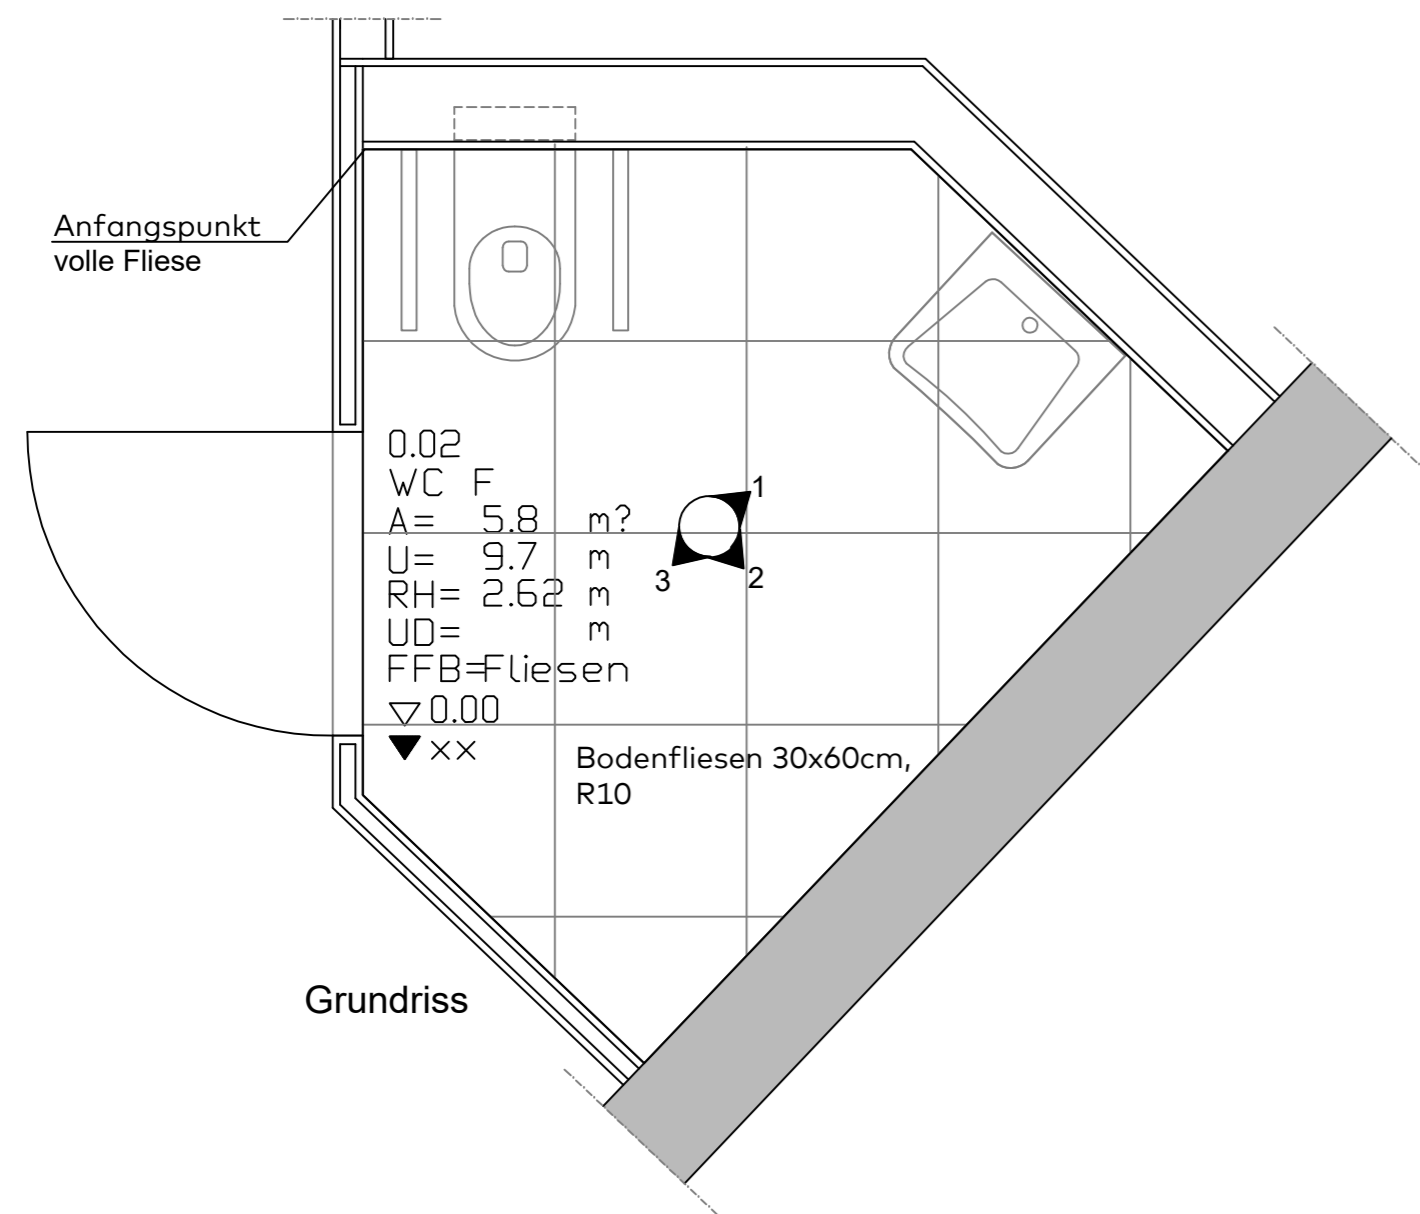 Anfangspunkt
volle Fliese
0.02
WC F
A= 5.8 m?
U= 9.7 m
RH= 2.62 m
UD= m
FFB=Fliesen
0.00
xx
1
2
3
Bodenfliesen 30x60cm,
R10
Grundriss